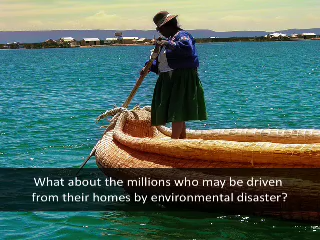 What about the millions who may be driven
from their homes by environmental disaster?